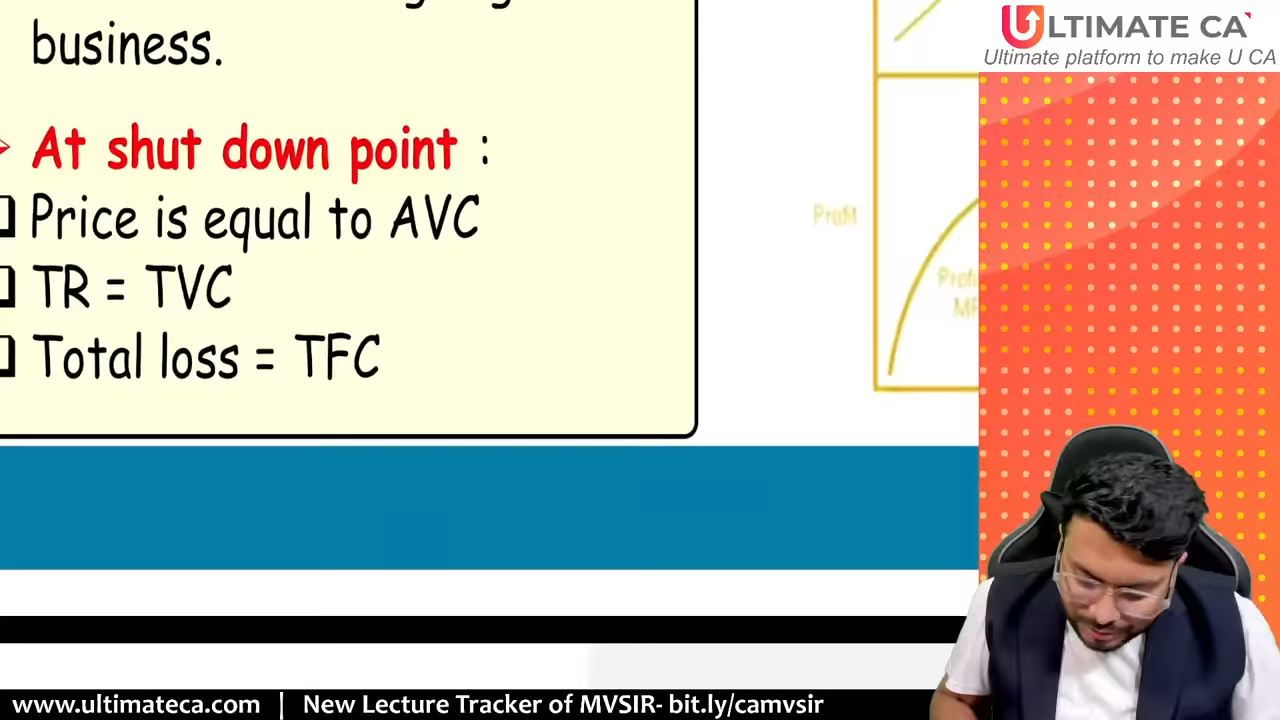 business.
At shut down point :
Price is equal to AVC
TR = TVC
Total loss = TFC
Profit
ULTIMATE CA
Ultimate platform to make U CA
www.ultimateca.com | New Lecture Tracker of MVSIR- bit.ly/camvsir